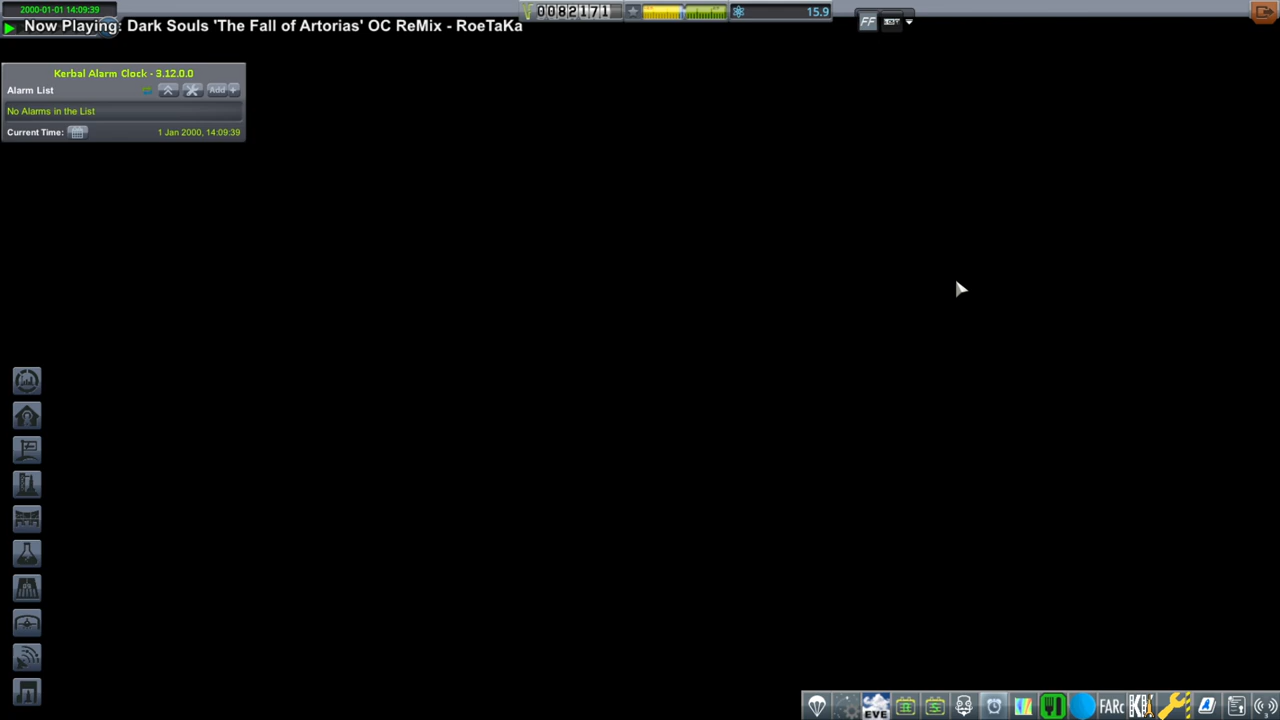 2000-01-01 14:09:39
0082171
15.9
FF
Now Playing: Dark Souls 'The Fall of Artorias' OC ReMix - RoeTaKa
Kerbal Alarm Clock - 3.12.0.0
Alarm List
Add
No Alarms in the List
Current Time:
1 Jan 2000, 14:09:39
EVE
FARc